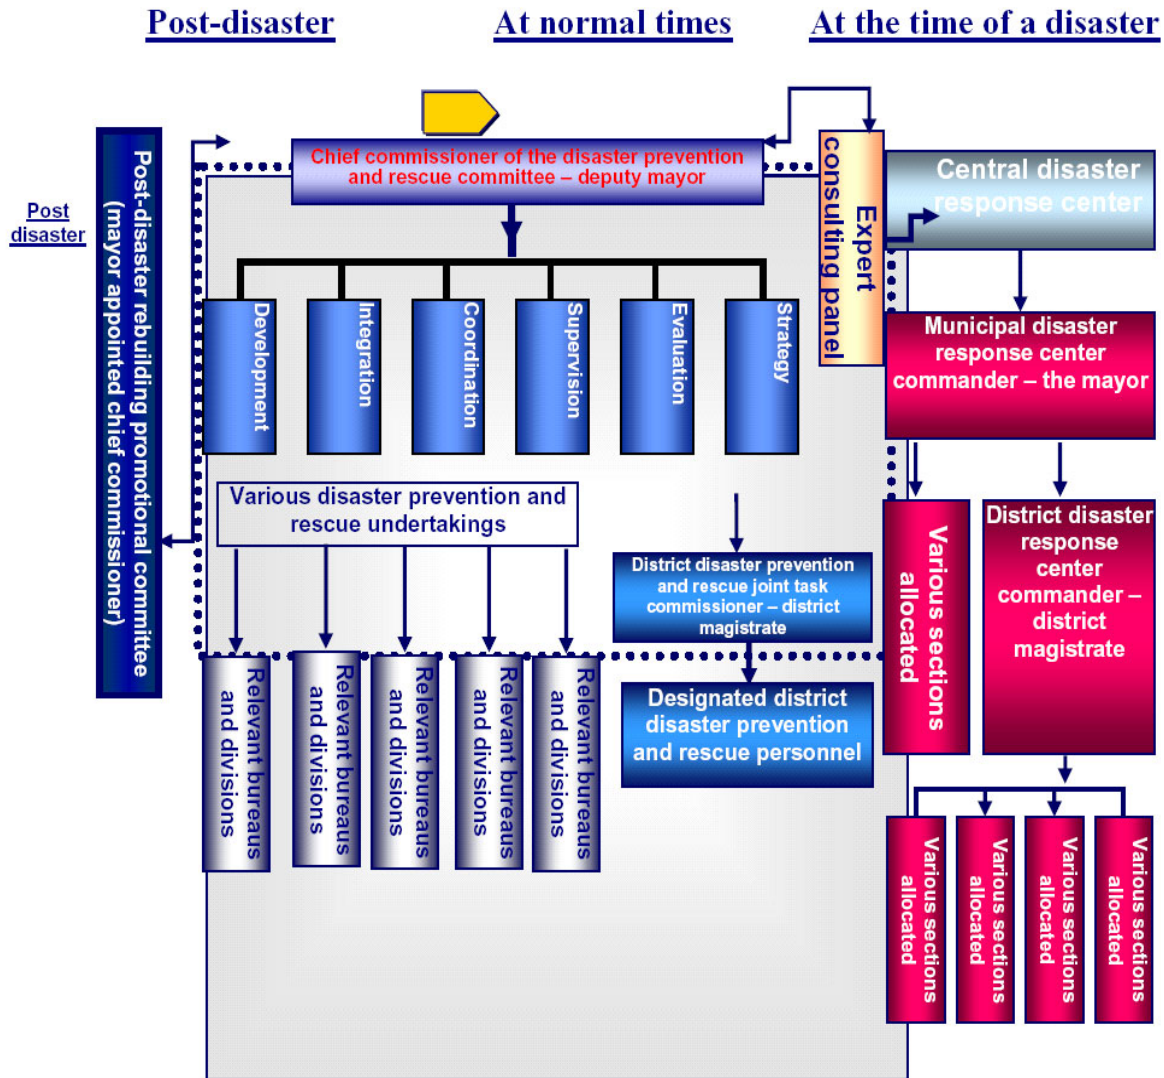 Post-disaster
At normal times
At the time of a disaster
Post
disaster
Post-disaster rebuilding promotional committee
(mayor appointed chief commissioner)
Chief commissioner of the disaster prevention
and rescue committee – deputy mayor
Expert
consulting panel
Central disaster
response center
Municipal disaster
response center
commander – the mayor
Development
Integration
Coordination
Supervision
Evaluation
Strategy
Various disaster prevention and
rescue undertakings
District disaster prevention
and rescue joint task
commissioner – district
magistrate
Designated district
disaster prevention
and rescue personnel
Various sections
allocated
District disaster
response
center
commander –
district
magistrate
Relevant bureaus
and divisions
Relevant bureaus
and divisions
Relevant bureaus
and divisions
Relevant bureaus
and divisions
Relevant bureaus
and divisions
Various sections
allocated
Various sections
allocated
Various sections
allocated
Various sections
allocated